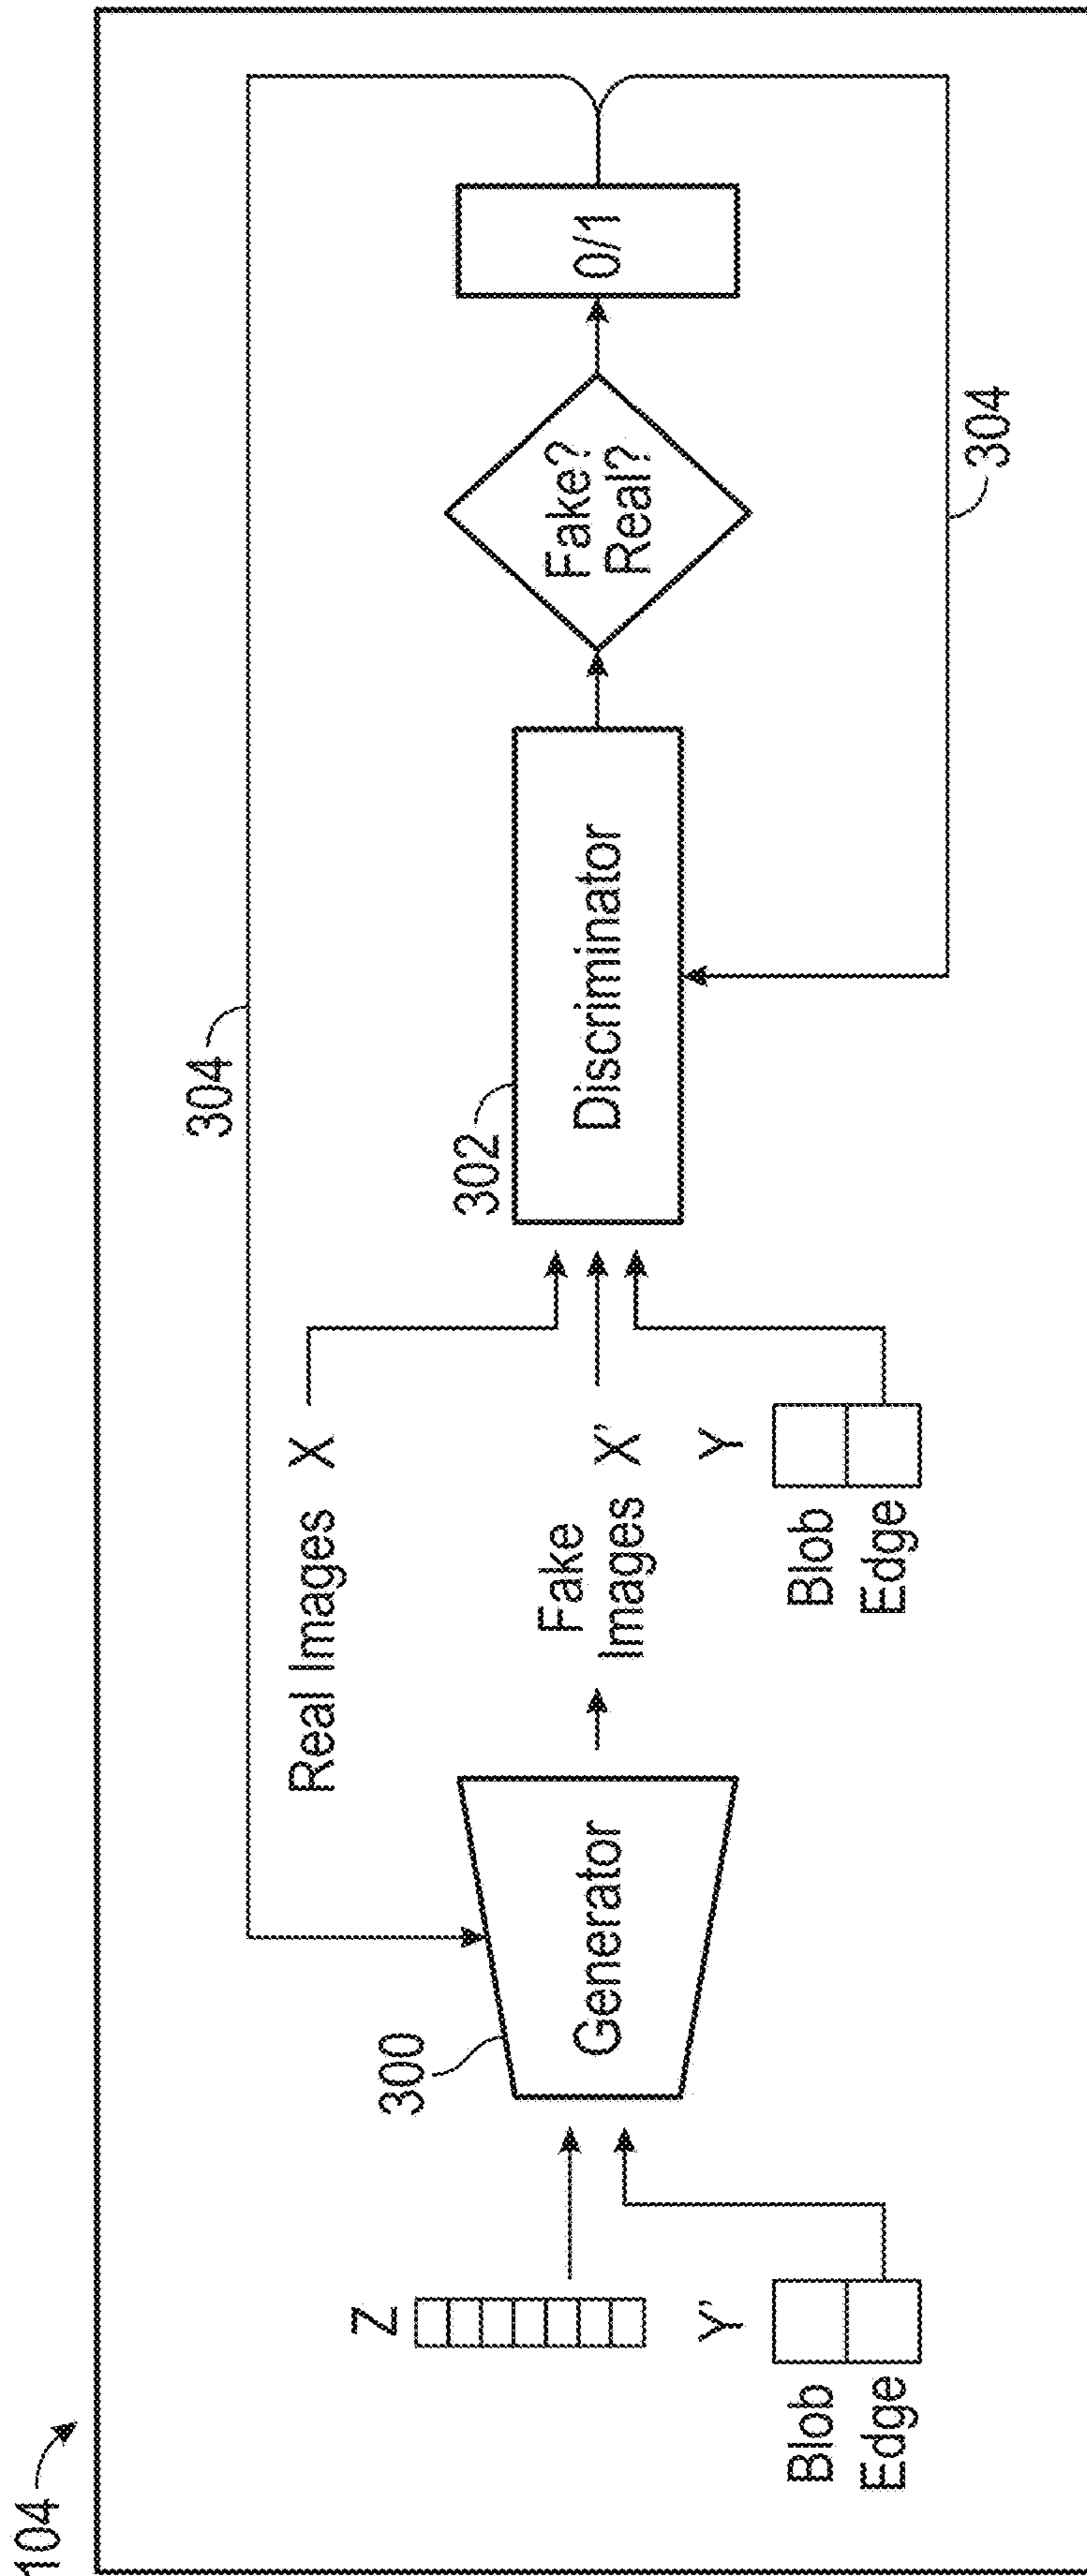 104
304
Real Images X
300
302
Z
Generator
Fake
Images X'
Discriminator
Fake?
Real?
0/1
Y'
Blob
Edge
Y
Blob
Edge
304